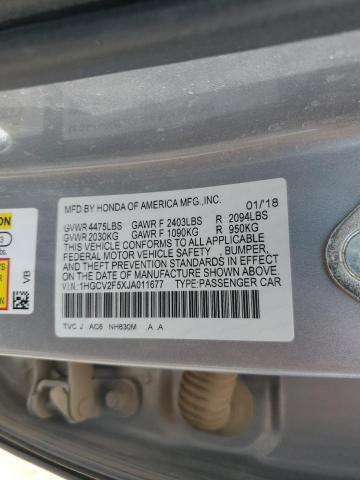 MFD.BY HONDA OF AMERICA MFG.,INC. 01/'18
GVWR 4475LBS GAWR F 2403LBS R 2094LBS
GVWR 2030KG GAWR F 1090KG R 950KG
THIS VEHICLE CONFORMS TO ALL APPLICABLE
FEDERAL MOTOR VEHICLE SAFETY, BUMPER,
AND THEFT PREVENTION STANDARDS IN EFFECT
ON THE DATE OF MANUFACTURE SHOWN ABOVE.
V.I.N.:1HGCV2F5XJA011677 TYPE:PASSENGER CAR
TVC J AC6 NH830M .A .A
VB